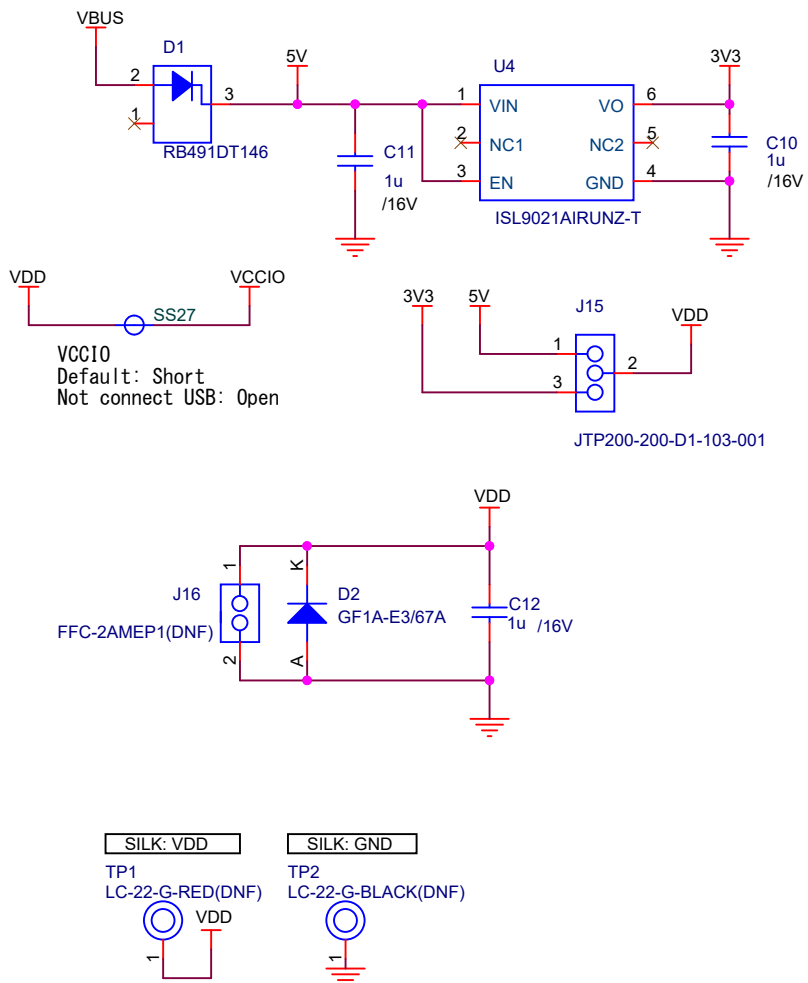 VBUS
D1
2
3
1
RB491DT146
5V
C11
1u
/16V
U4
1 VIN VO 6
2 NC1 NC2 5
3 EN GND 4
ISL9021AIRUNZ-T
3V3
C10
1u
/16V
VDD
VCCIO
SS27
VCCIO
Default: Short
Not connect USB: Open
3V3
5V
J15
VDD
1
2
3
JTP200-200-D1-103-001
VDD
1
K
J16
D2
C12
FFC-2AMEP1(DNF)
GF1A-E3/67A
1u /16V
2
A
SILK: VDD
SILK: GND
TP1
TP2
LC-22-G-RED(DNF)
LC-22-G-BLACK(DNF)
VDD
1
1